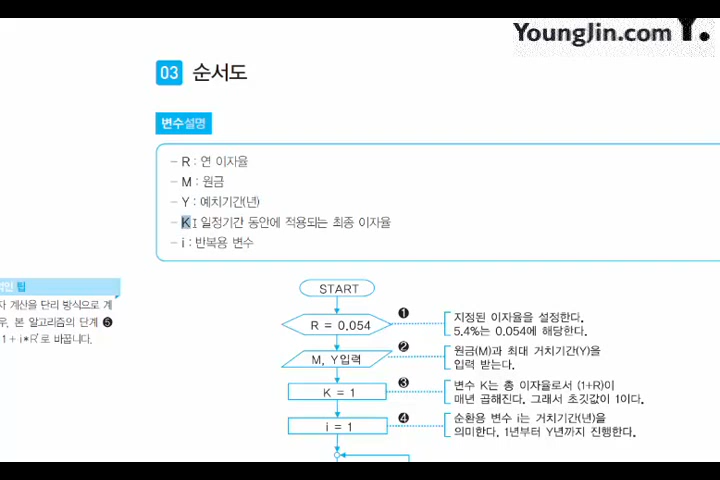 YoungJin.com Y.
03 순서도
변수설명
– R : 연 이자율
– M : 원금
– Y : 예치기간(년)
– K : 일정기간 동안에 적용되는 최종 이자율
– i : 반복용 변수
팁
자 계산을 단리 방식으로 계
우, 본 알고리즘의 단계 ❺
1 + i*R'로 바꿉니다.
START
R = 0.054
❶
지정된 이자율을 설정한다.
5.4%는 0.054에 해당한다.
M, Y입력
❷
원금(M)과 최대 거치기간(Y)을
입력 받는다.
K = 1
❸
변수 K는 총 이자율로서 (1+R)이
매년 곱해진다. 그래서 초깃값이 1이다.
i = 1
❹
순환용 변수 i는 거치기간(년)을
의미한다. 1년부터 Y년까지 진행한다.